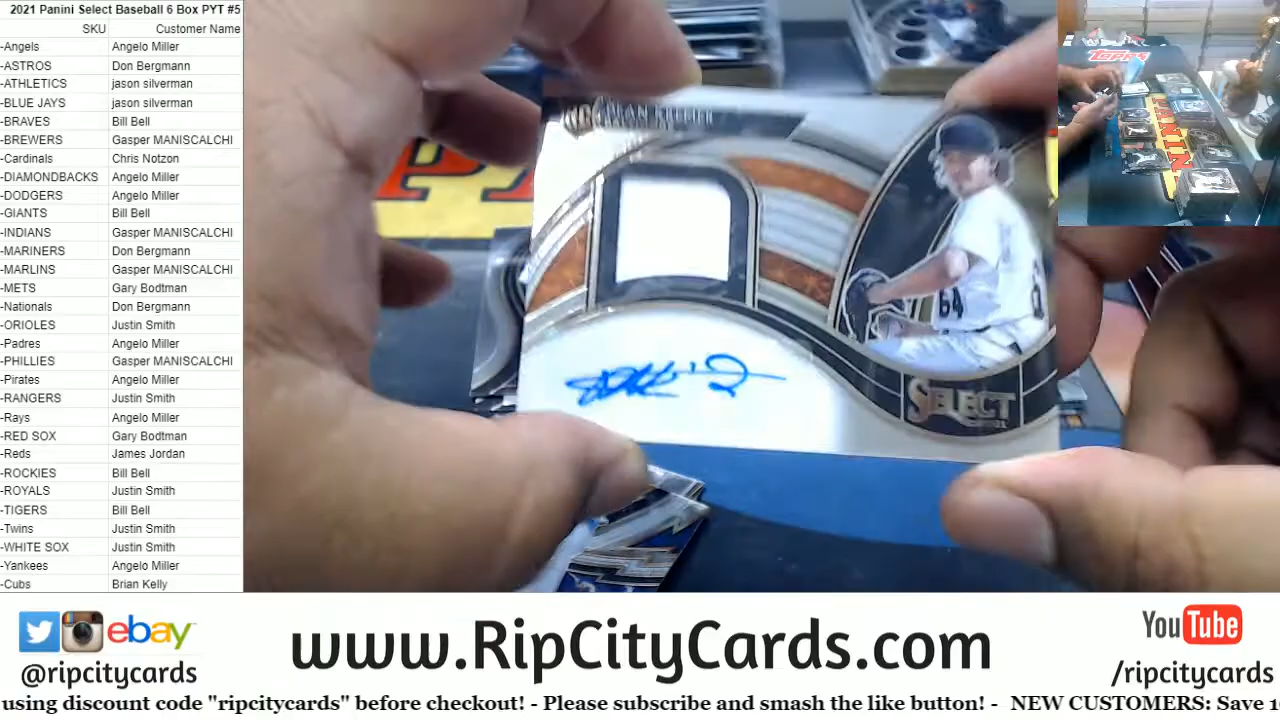 2021 Panini Select Baseball 6 Box PYT #5
SKU Customer Name
-Angels Angelo Miller
-ASTROS Don Bergmann
-ATHLETICS jason silverman
-BLUE JAYS jason silverman
-BRAVES Bill Bell
-BREWERS Gasper MANISCALCHI
-Cardinals Chris Notzon
-DIAMONDBACKS Angelo Miller
-DODGERS Angelo Miller
-GIANTS Bill Bell
-INDIANS Gasper MANISCALCHI
-MARINERS Don Bergmann
-MARLINS Gasper MANISCALCHI
-METS Gary Bodtman
-Nationals Don Bergmann
-ORIOLES Justin Smith
-Padres Angelo Miller
-PHILLIES Gasper MANISCALCHI
-Pirates Angelo Miller
-RANGERS Justin Smith
-Rays Angelo Miller
-RED SOX Gary Bodtman
-Reds James Jordan
-ROCKIES Bill Bell
-ROYALS Justin Smith
-TIGERS Bill Bell
-Twins Justin Smith
-WHITE SOX Justin Smith
-Yankees Angelo Miller
-Cubs Brian Kelly
64
SELECT
Topps
PANIN
PA
ebay
@ripcitycards
www.RipCityCards.com
YouTube
/ripcitycards
using discount code "ripcitycards" before checkout! - Please subscribe and smash the like button! - NEW CUSTOMERS: Save 1